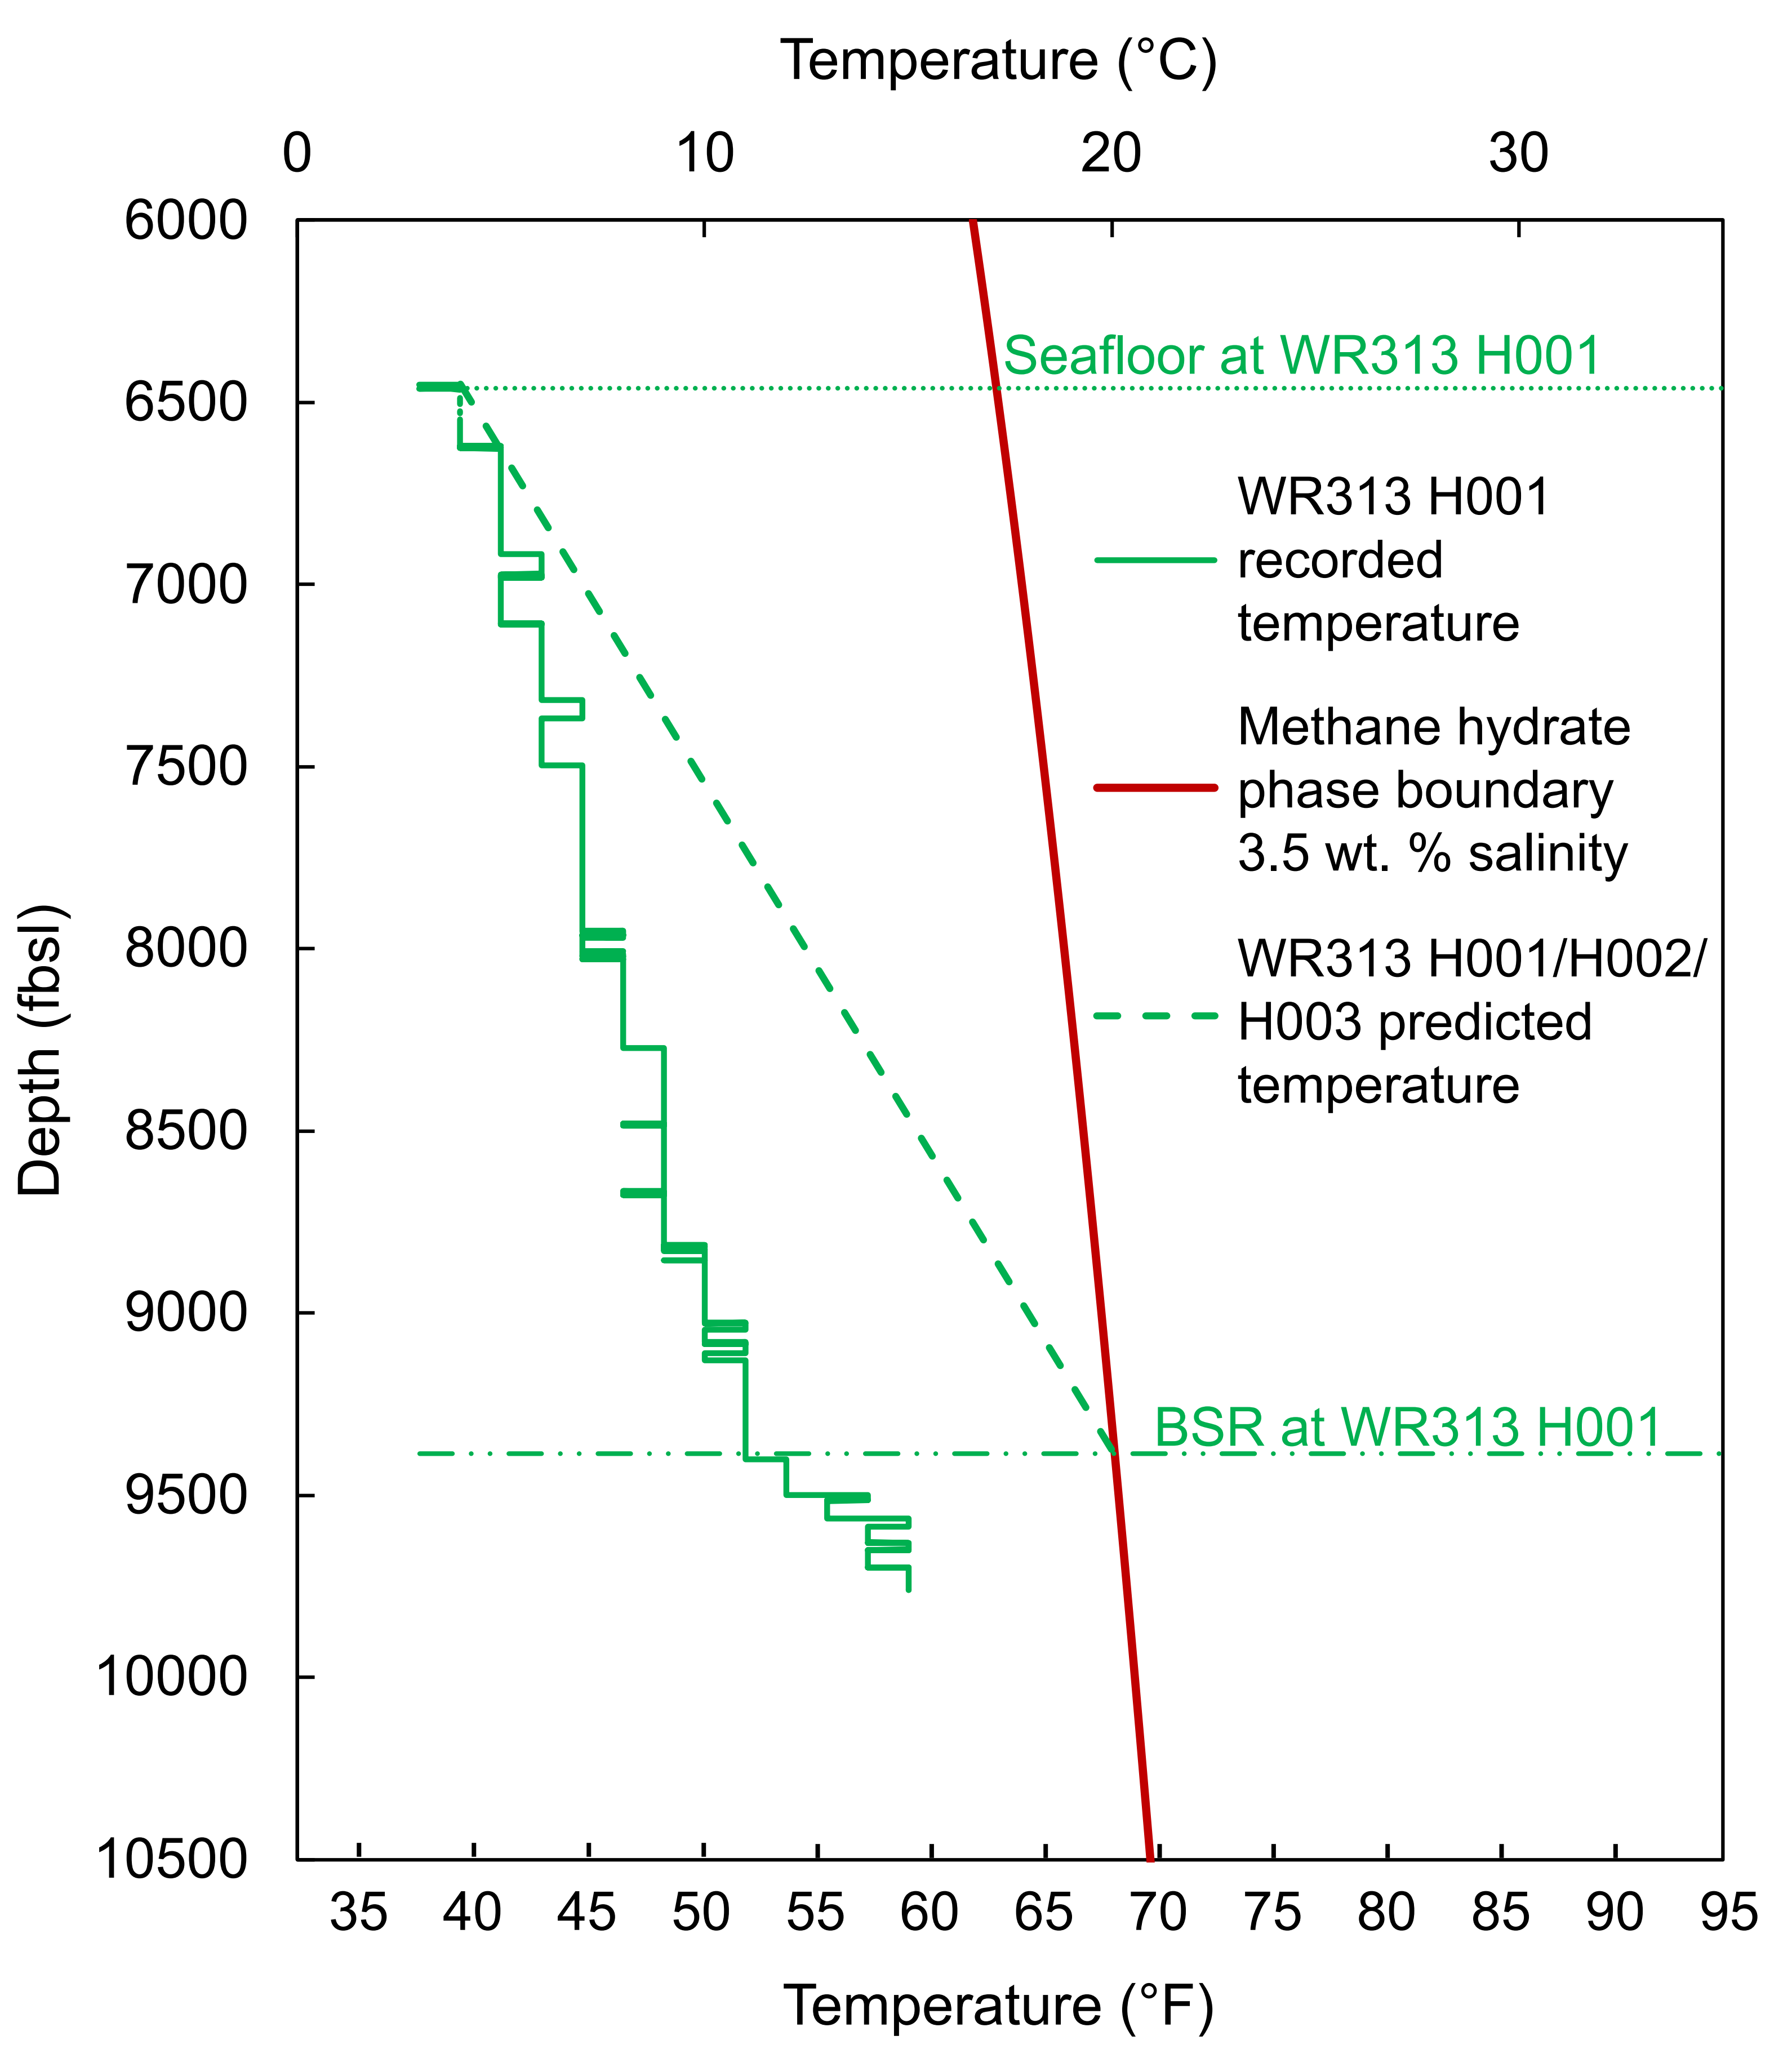 Temperature (°C)
0 10 20 30
6000
Seafloor at WR313 H001
6500
WR313 H001
recorded
temperature
7000
Methane hydrate
phase boundary
3.5 wt. % salinity
7500
WR313 H001/H002/
H003 predicted
temperature
8000
Depth (fbsl)
8500
9000
BSR at WR313 H001
9500
10000
10500
35 40 45 50 55 60 65 70 75 80 85 90 95
Temperature (°F)